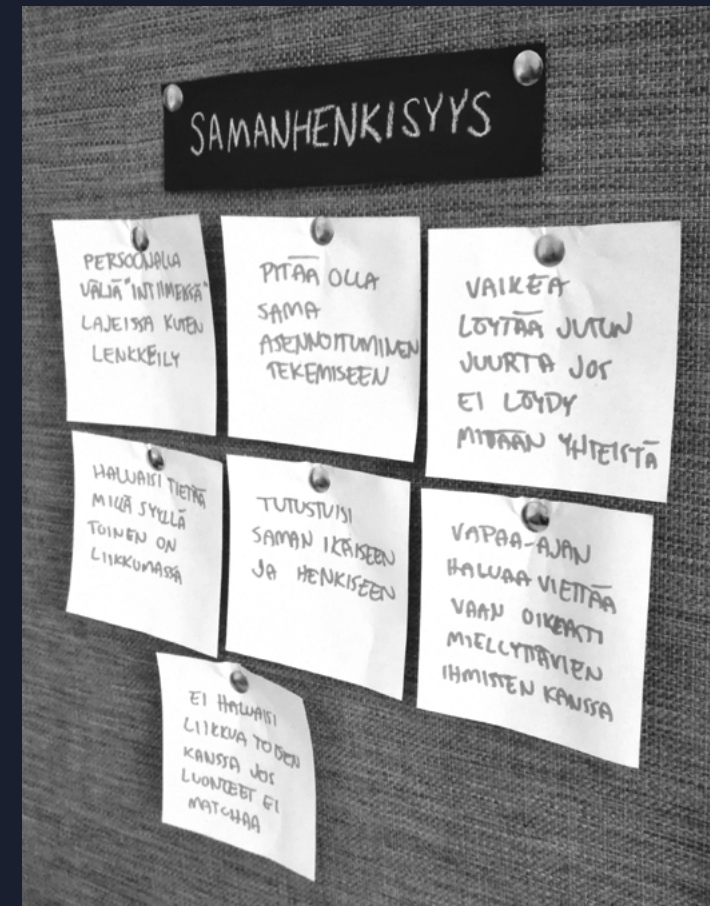 SAMANHENKISYYS
PERSOONALLA
VÄLIÄ "INTIIMEISSÄ"
LAJEISSA KUTEN
LENKKEILY
PITÄÄ OLLA
SAMA
ASENNOITUMINEN
TEKEMISEEN
VAIKEA
LÖYTÄÄ JUTUN
JUURTA JOS
EI LÖYDY
MITÄÄN YHTEISTÄ
HALUAISI TIETÄÄ
MILLÄ SYYLLÄ
TOINEN ON
LIIKKUMASSA
TUTUSTUISI
SAMAN IKÄISEEN
JA HENKISEEN
VAPAA-AJAN
HALUAA VIETTÄÄ
VAAN OIKEASTI
MIELLYTTÄVIEN
IHMISTEN KANSSA
EI HALUAISI
LIIKKUA TOISEN
KANSSA JOS
LUONTEET EI
MATCHAA